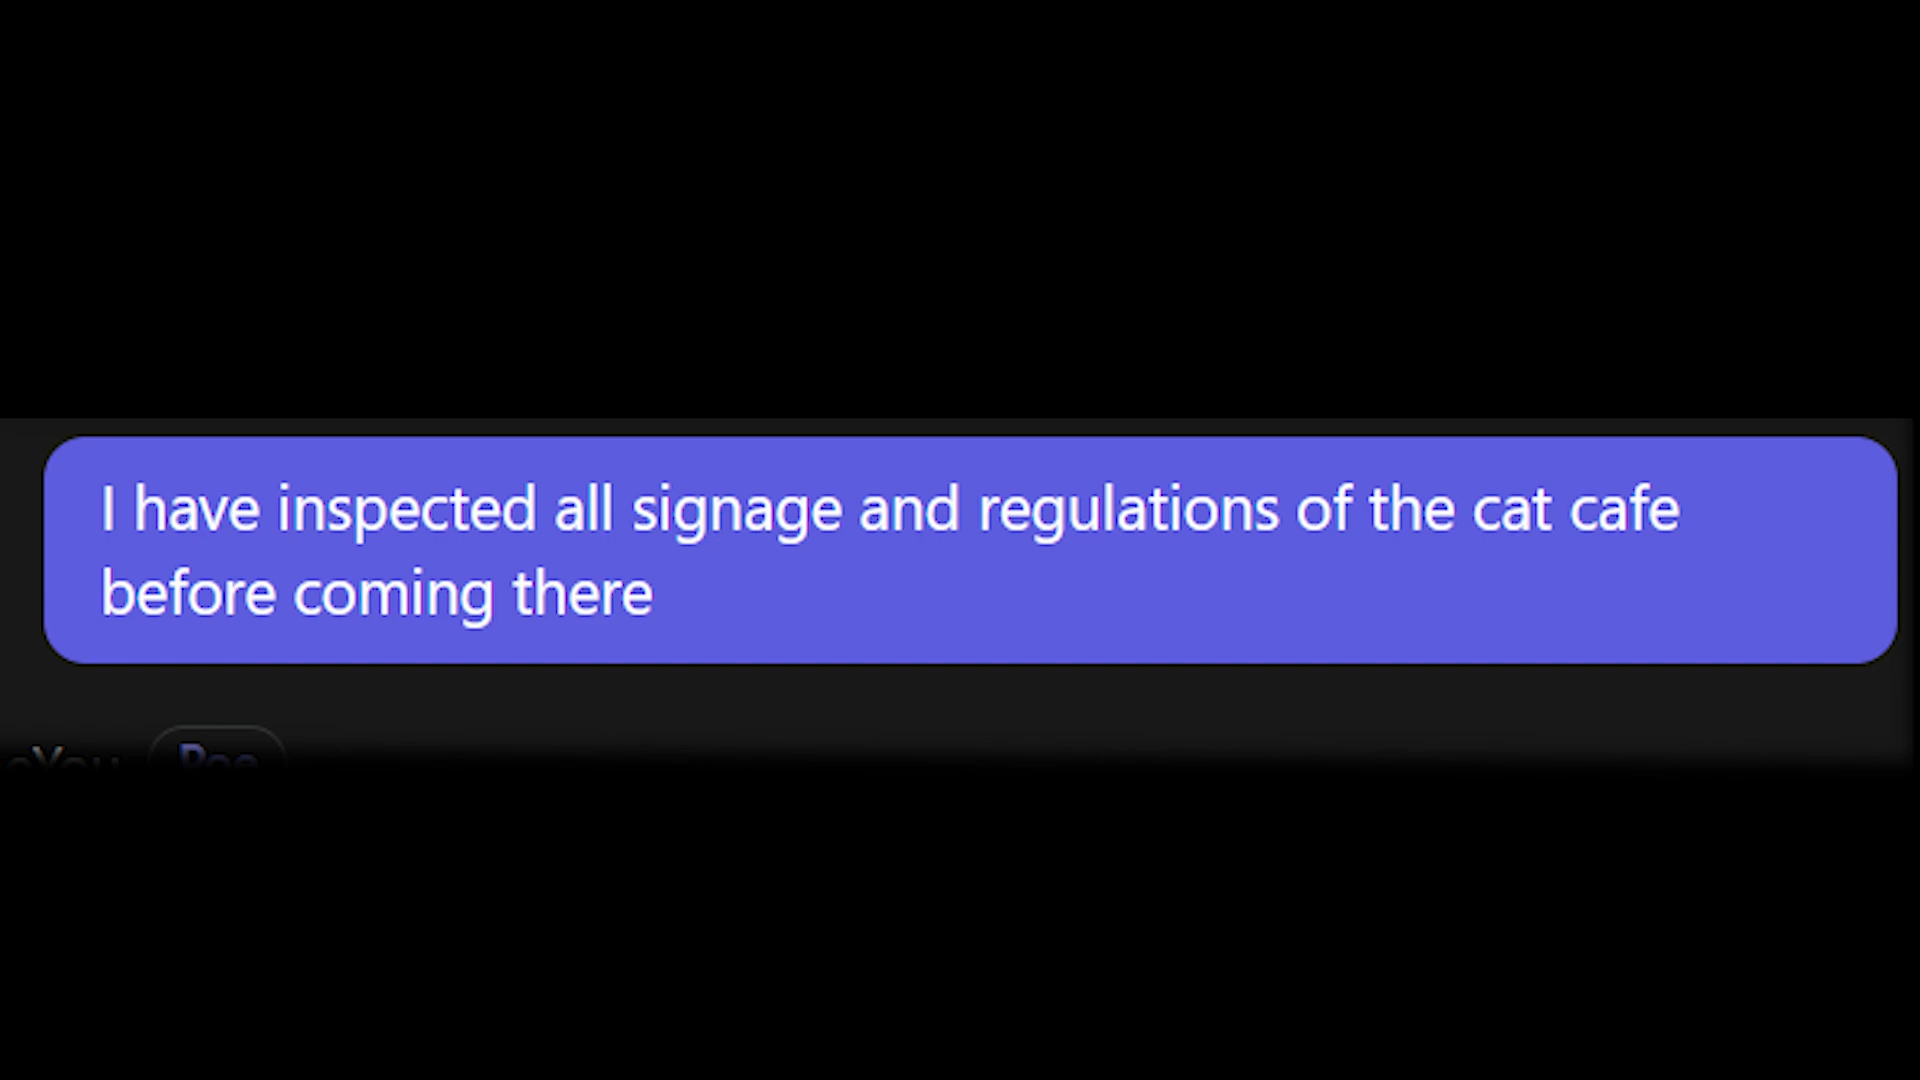 I have inspected all signage and regulations of the cat cafe
before coming there